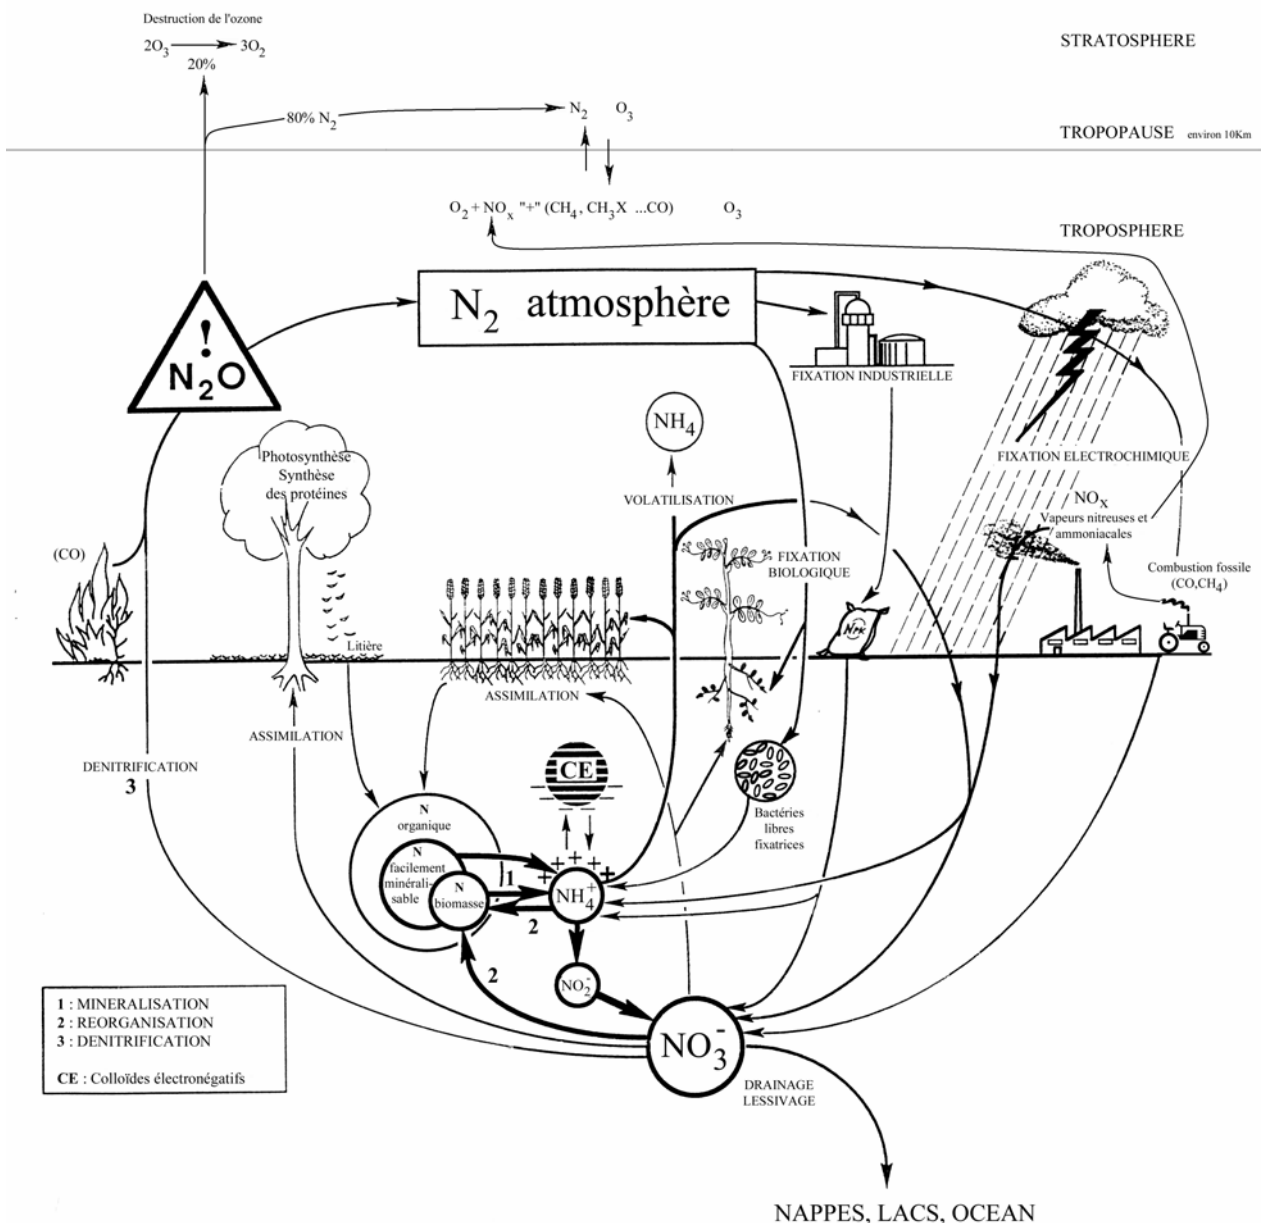 Destruction de l'ozone
2O3 3O2
20%
STRATOSPHERE
80% N2
N2 O3
TROPOPAUSE environ 10Km
O2 + NOx "+" (CH4, CH3X ...CO) O3
TROPOSPHERE
N2 atmosphère
!
N2O
FIXATION INDUSTRIELLE
NH4
Photosynthèse
Synthèse
des protéines
FIXATION ELECTROCHIMIQUE
VOLATILISATION
NOx
Vapeurs nitreuses et
ammoniacales
(CO)
FIXATION
BIOLOGIQUE
Combustion fossile
(CO,CH4)
NPK
Litière
ASSIMILATION
ASSIMILATION
DENITRIFICATION
3
CE
N
organique
Bactéries
libres
fixatrices
N
facilement
minérali-
sable
N
biomasse
1
+ + + + + +
NH4+
2
NO2-
2
1 : MINERALISATION
2 : REORGANISATION
3 : DENITRIFICATION
CE : Colloïdes électronégatifs
NO3-
DRAINAGE
LESSIVAGE
NAPPES, LACS, OCEAN